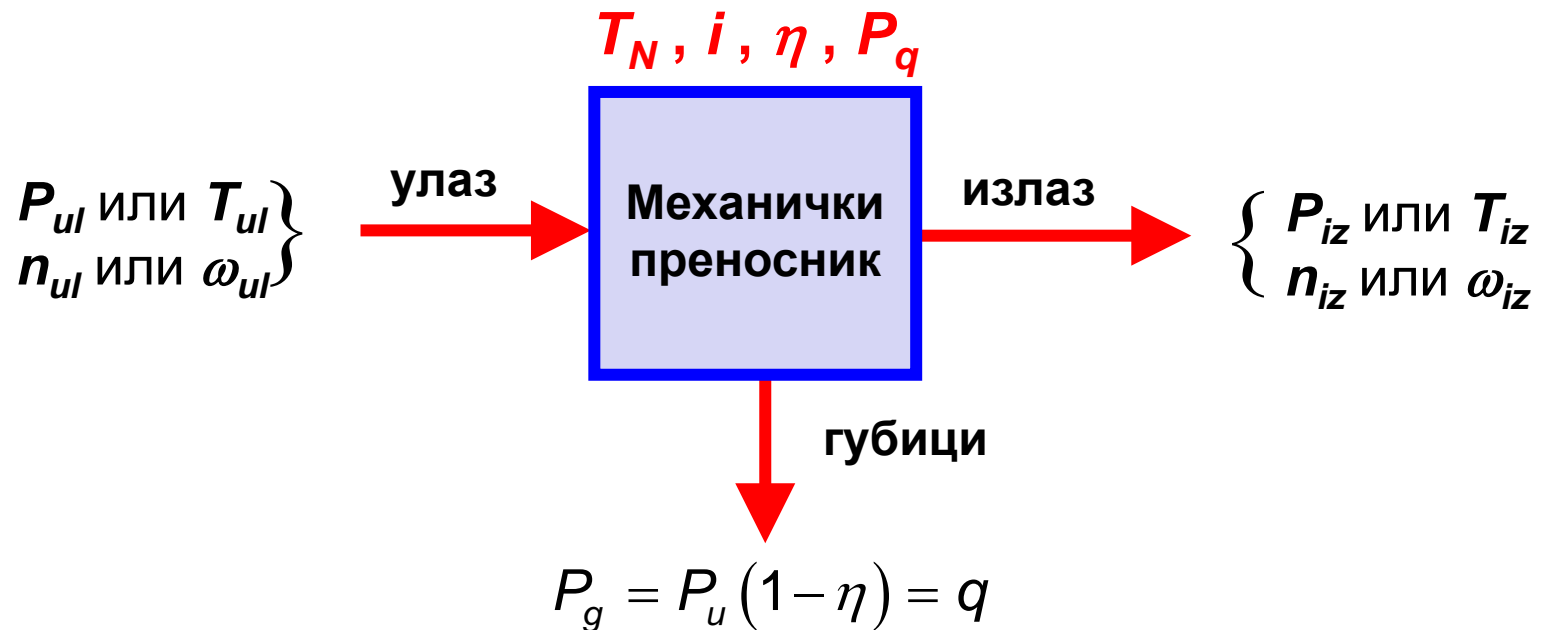 T_N , i , η , P_q
P_ul или T_ul }
n_ul или ω_ul
улаз
Механички
преносник
излаз
{ P_iz или T_iz
n_iz или ω_iz
губици
P_g = P_u (1 − η) = q